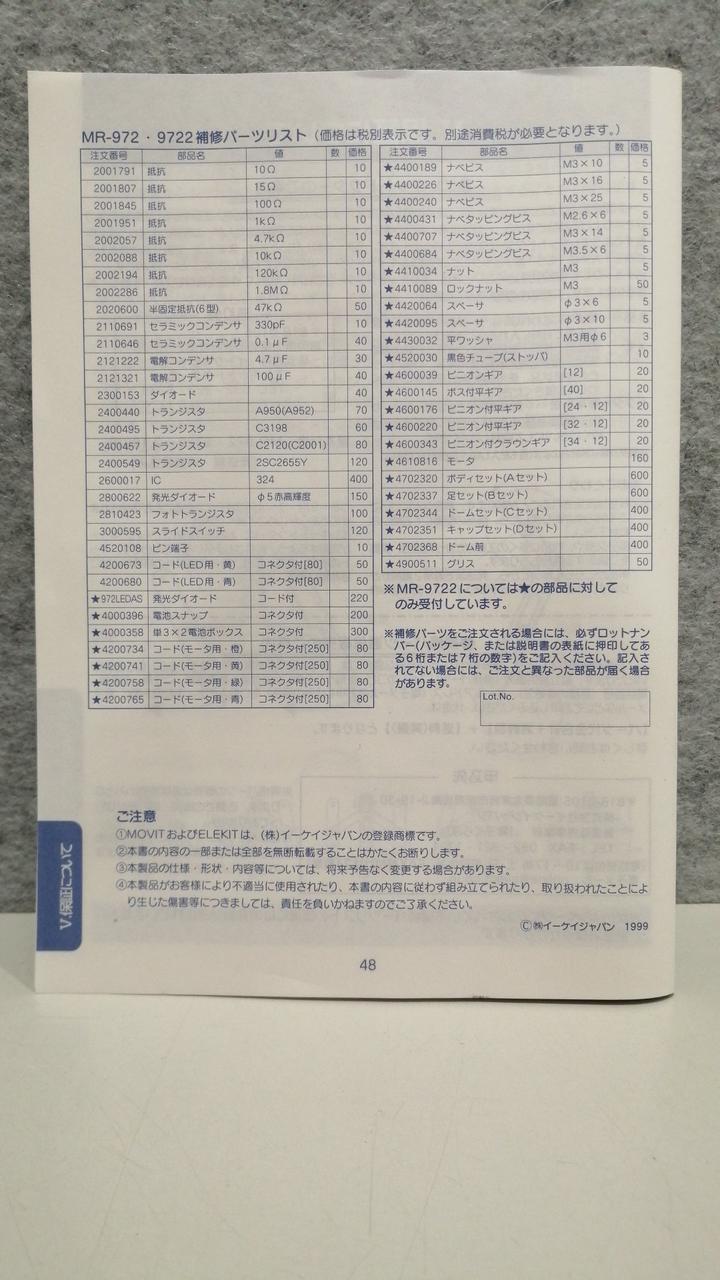 MR-972・9722補修パーツリスト（価格は税別表示です。別途消費税が必要となります。）
注文番号 部品名 値 数 価格
2001791 抵抗 10Ω 10
2001807 抵抗 15Ω 10
2001845 抵抗 100Ω 10
2001951 抵抗 1kΩ 10
2002057 抵抗 4.7kΩ 10
2002088 抵抗 10kΩ 10
2002194 抵抗 120kΩ 10
2002286 抵抗 1.8MΩ 10
2020600 半固定抵抗(6型) 47kΩ 50
2110691 セラミックコンデンサ 330pF 10
2110646 セラミックコンデンサ 0.1μF 40
2121222 電解コンデンサ 4.7μF 30
2121321 電解コンデンサ 100μF 40
2300153 ダイオード 40
2400440 トランジスタ A950(A952) 70
2400495 トランジスタ C3198 60
2400457 トランジスタ C2120(C2001) 80
2400549 トランジスタ 2SC2655Y 120
2600017 IC 324 400
2800622 発光ダイオード φ5赤高輝度 150
2810423 フォトトランジスタ 100
3000595 スライドスイッチ 120
4520108 ピン端子 10
4200673 コード(LED用・黄) コネクタ付[80] 50
4200680 コード(LED用・青) コネクタ付[80] 50
★972LEDAS 発光ダイオード コード付 220
★4000396 電池スナップ コネクタ付 200
★4000358 単3×2電池ボックス コネクタ付 300
★4200734 コード(モータ用・橙) コネクタ付[250] 80
★4200741 コード(モータ用・黄) コネクタ付[250] 80
★4200758 コード(モータ用・緑) コネクタ付[250] 80
★4200765 コード(モータ用・青) コネクタ付[250] 80
注文番号 部品名 値 数 価格
★4400189 ナベビス M3×10 5
★4400226 ナベビス M3×16 5
★4400240 ナベビス M3×25 5
★4400431 ナベタッピングビス M2.6×6 5
★4400707 ナベタッピングビス M3×14 5
★4400684 ナベタッピングビス M3.5×6 5
★4410034 ナット M3 5
★4410089 ロックナット M3 50
★4420064 スペーサ φ3×6 5
★4420095 スペーサ φ3×10 5
★4430032 平ワッシャ M3用φ6 3
★4520030 黒色チューブ(ストッパ) 10
★4600039 ピニオンギア [12] 20
★4600145 ボス付平ギア [40] 20
★4600176 ピニオン付平ギア [24・12] 20
★4600220 ピニオン付平ギア [32・12] 20
★4600343 ピニオン付クラウンギア [34・12] 20
★4610816 モータ 160
★4702320 ボディセット(Aセット) 600
★4702337 足セット(Bセット) 600
★4702344 ドームセット(Cセット) 400
★4702351 キャップセット(Dセット) 400
★4702368 ドーム前 400
★4900511 グリス 50
※MR-9722については★の部品に対して
のみ受付しています。
※補修パーツをご注文される場合には、必ずロットナン
バー(パッケージ、または説明書の表紙に押印してあ
る6桁または7桁の数字)をご記入ください。記入さ
れてない場合には、ご注文と異なった部品が届く場合
があります。
Lot.No.
ご注意
①MOVITおよびELEKITは、(株)イーケイジャパンの登録商標です。
②本書の内容の一部または全部を無断転載することはかたくお断りします。
③本製品の仕様・形状・内容等については、将来予告なく変更する場合があります。
④本製品がお客様により不適当に使用されたり、本書の内容に従わず組み立てられたり、取り扱われたことによ
り生じた傷害等につきましては、責任を負いかねますのでご了承ください。
Ⓒ㈱イーケイジャパン 1999
48